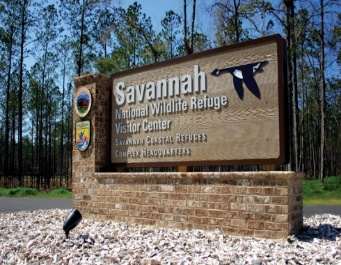 Savannah
National Wildlife Refuge
Visitor Center
SAVANNAH COASTAL REFUGES
COMPLEX HEADQUARTERS